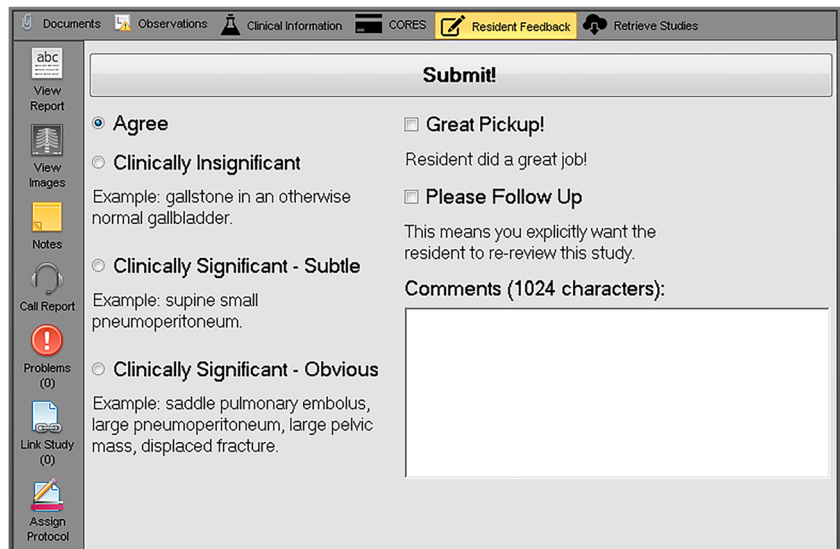 Documents
Observations
Clinical Information
CORES
Resident Feedback
Retrieve Studies
abc
View
Report
View
Images
Notes
Call Report
Problems
(0)
Link Study
(0)
Assign
Protocol
Submit!
Agree
Clinically Insignificant
Example: gallstone in an otherwise
normal gallbladder.
Clinically Significant - Subtle
Example: supine small
pneumoperitoneum.
Clinically Significant - Obvious
Example: saddle pulmonary embolus,
large pneumoperitoneum, large pelvic
mass, displaced fracture.
Great Pickup!
Resident did a great job!
Please Follow Up
This means you explicitly want the
resident to re-review this study.
Comments (1024 characters):